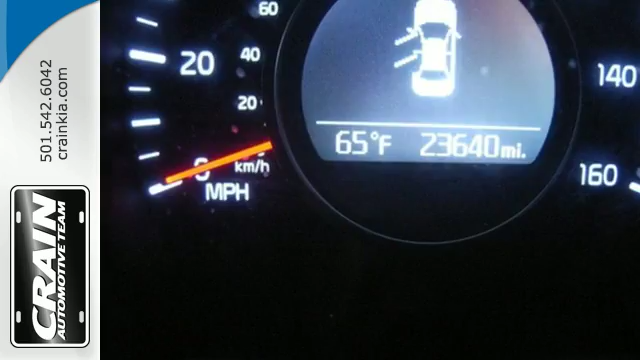 501.542.6042
crainkia.com
CRAIN
AUTOMOTIVE TEAM
60
20
40
20
0
km/h
MPH
65°F 23640mi.
140
160